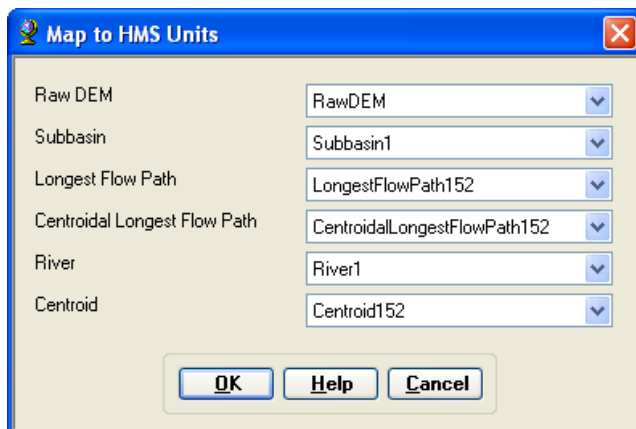 Map to HMS Units
Raw DEM RawDEM
Subbasin Subbasin1
Longest Flow Path LongestFlowPath152
Centroidal Longest Flow Path CentroidalLongestFlowPath152
River River1
Centroid Centroid152
OK Help Cancel